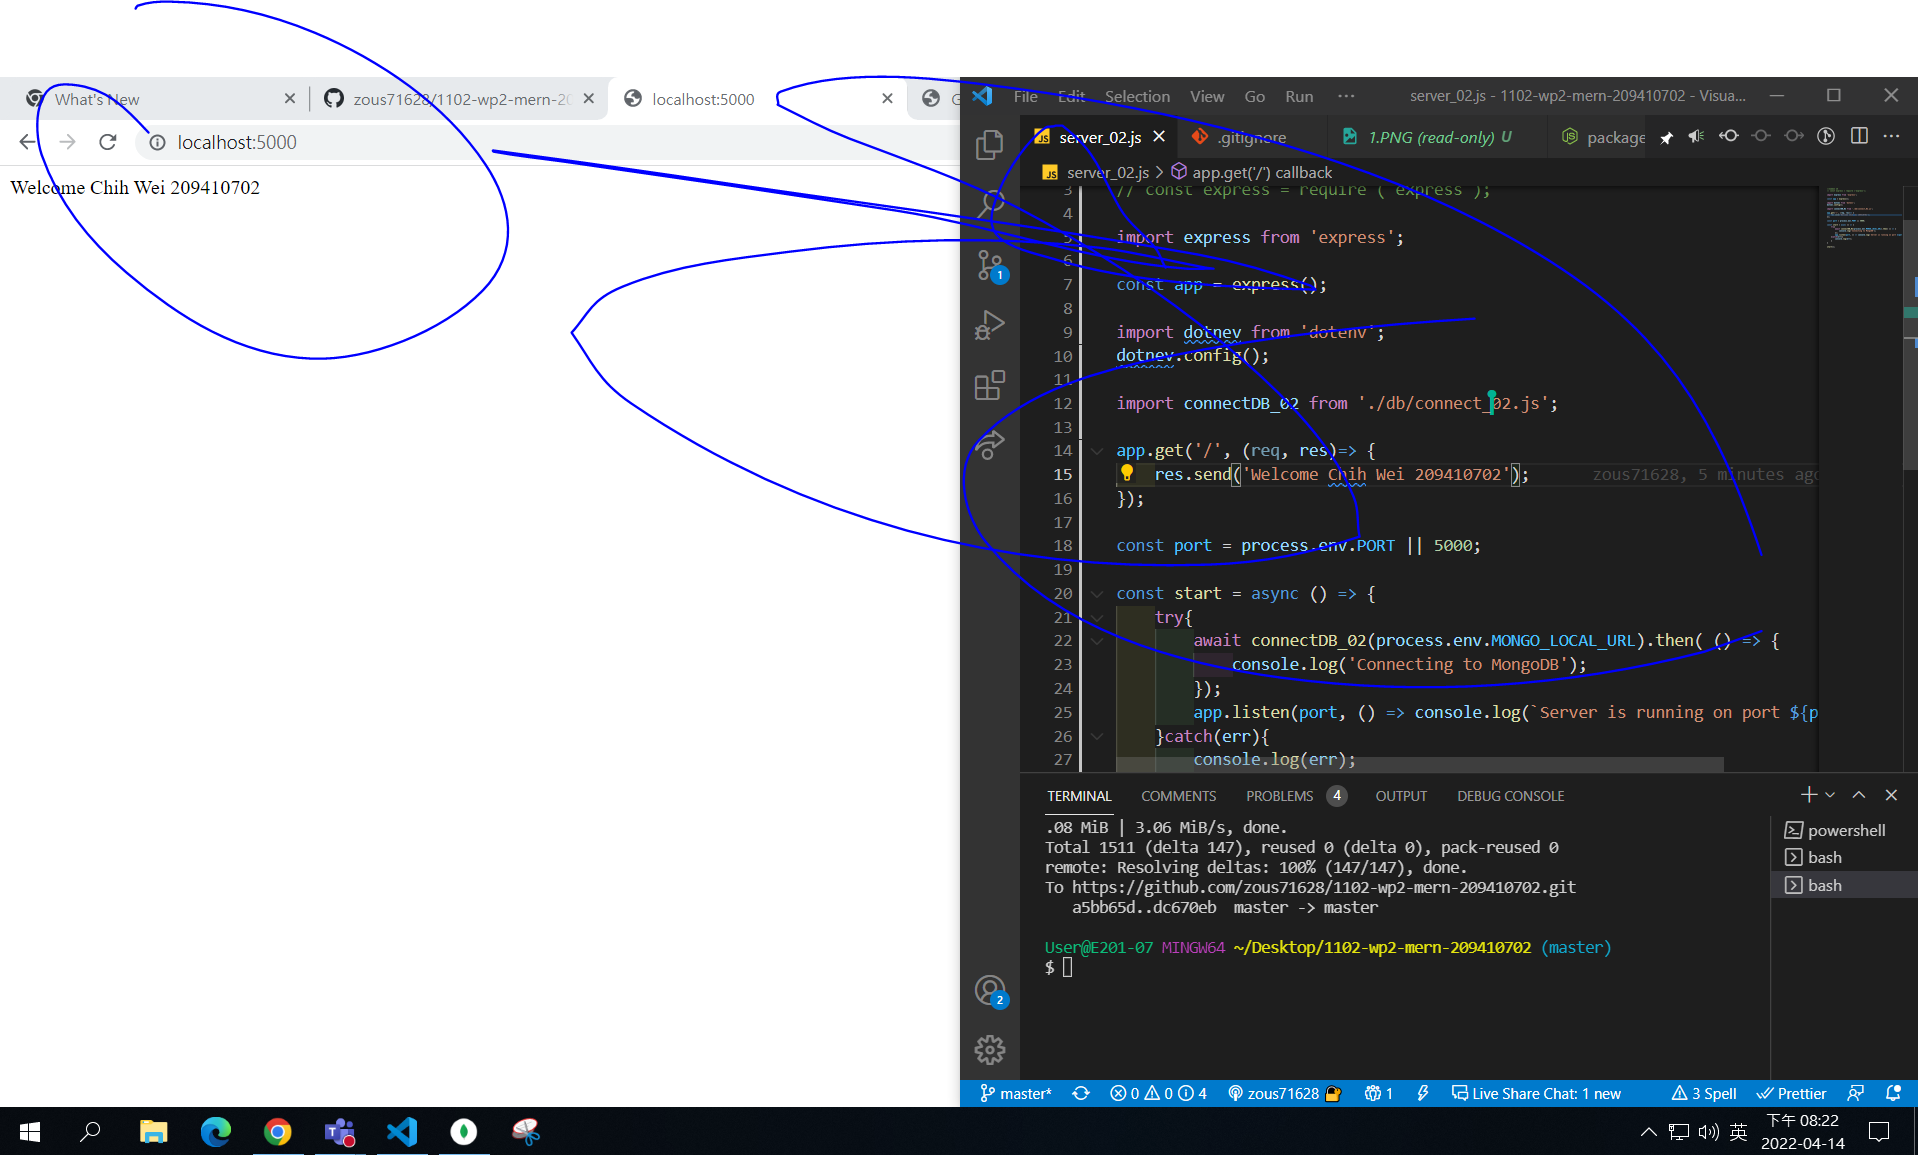 What's New
zous71628/1102-wp2-mern-20
localhost:5000
G
localhost:5000
Welcome Chih Wei 209410702
File Edit Selection View Go Run ··· server_02.js - 1102-wp2-mern-209410702 - Visua...
server_02.js .gitignore 1.PNG (read-only) U package
server_02.js > app.get('/') callback
3 // const express = require ( express );
4
5 import express from 'express';
6
7 const app = express();
8
9 import dotnev from 'dotenv';
10 dotnev.config();
11
12 import connectDB_02 from './db/connect_02.js';
13
14 app.get('/', (req, res)=> {
15 res.send('Welcome Chih Wei 209410702'); zous71628, 5 minutes ago
16 });
17
18 const port = process.env.PORT || 5000;
19
20 const start = async () => {
21 try{
22 await connectDB_02(process.env.MONGO_LOCAL_URL).then( () => {
23 console.log('Connecting to MongoDB');
24 });
25 app.listen(port, () => console.log(`Server is running on port ${p
26 }catch(err){
27 console.log(err);
TERMINAL COMMENTS PROBLEMS 4 OUTPUT DEBUG CONSOLE
.08 MiB | 3.06 MiB/s, done.
Total 1511 (delta 147), reused 0 (delta 0), pack-reused 0
remote: Resolving deltas: 100% (147/147), done.
To https://github.com/zous71628/1102-wp2-mern-209410702.git
a5bb65d..dc670eb master -> master
User@E201-07 MINGW64 ~/Desktop/1102-wp2-mern-209410702 (master)
$
powershell
bash
bash
1
2
master* 0 0 4 zous71628 1 Live Share Chat: 1 new 3 Spell Prettier
英
下午 08:22
2022-04-14